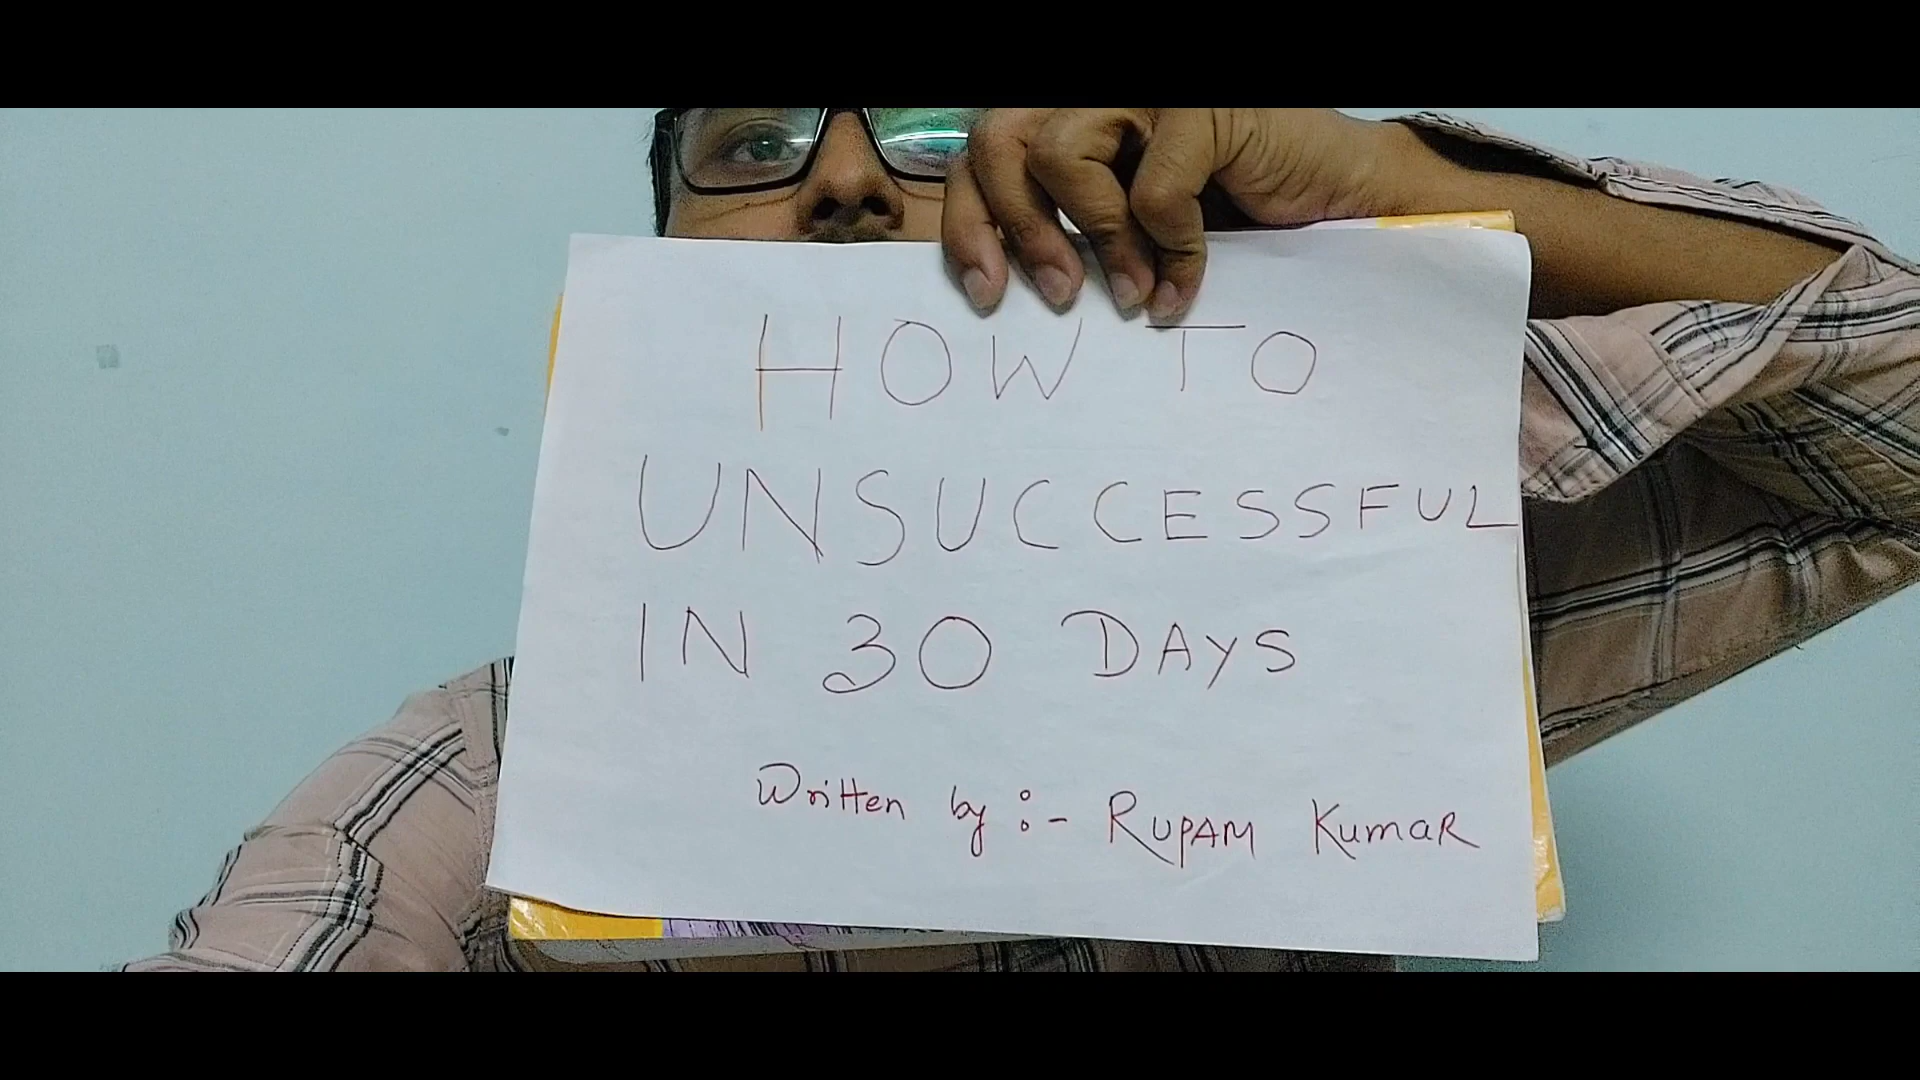 HOW TO
UNSUCCESSFUL
IN 30 DAYS
Written by :- RUPAM KUMAR